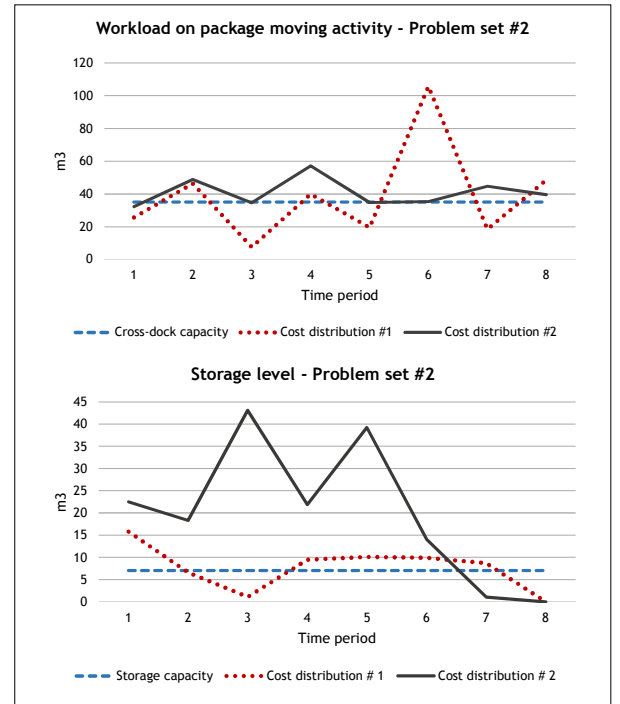 Workload on package moving activity - Problem set #2
120
100
80
60
40
20
0
m3
1 2 3 4 5 6 7 8
Time period
Cross-dock capacity Cost distribution #1 Cost distribution #2
Storage level - Problem set #2
45
40
35
30
25
20
15
10
5
0
m3
1 2 3 4 5 6 7 8
Time period
Storage capacity Cost distribution # 1 Cost distribution # 2